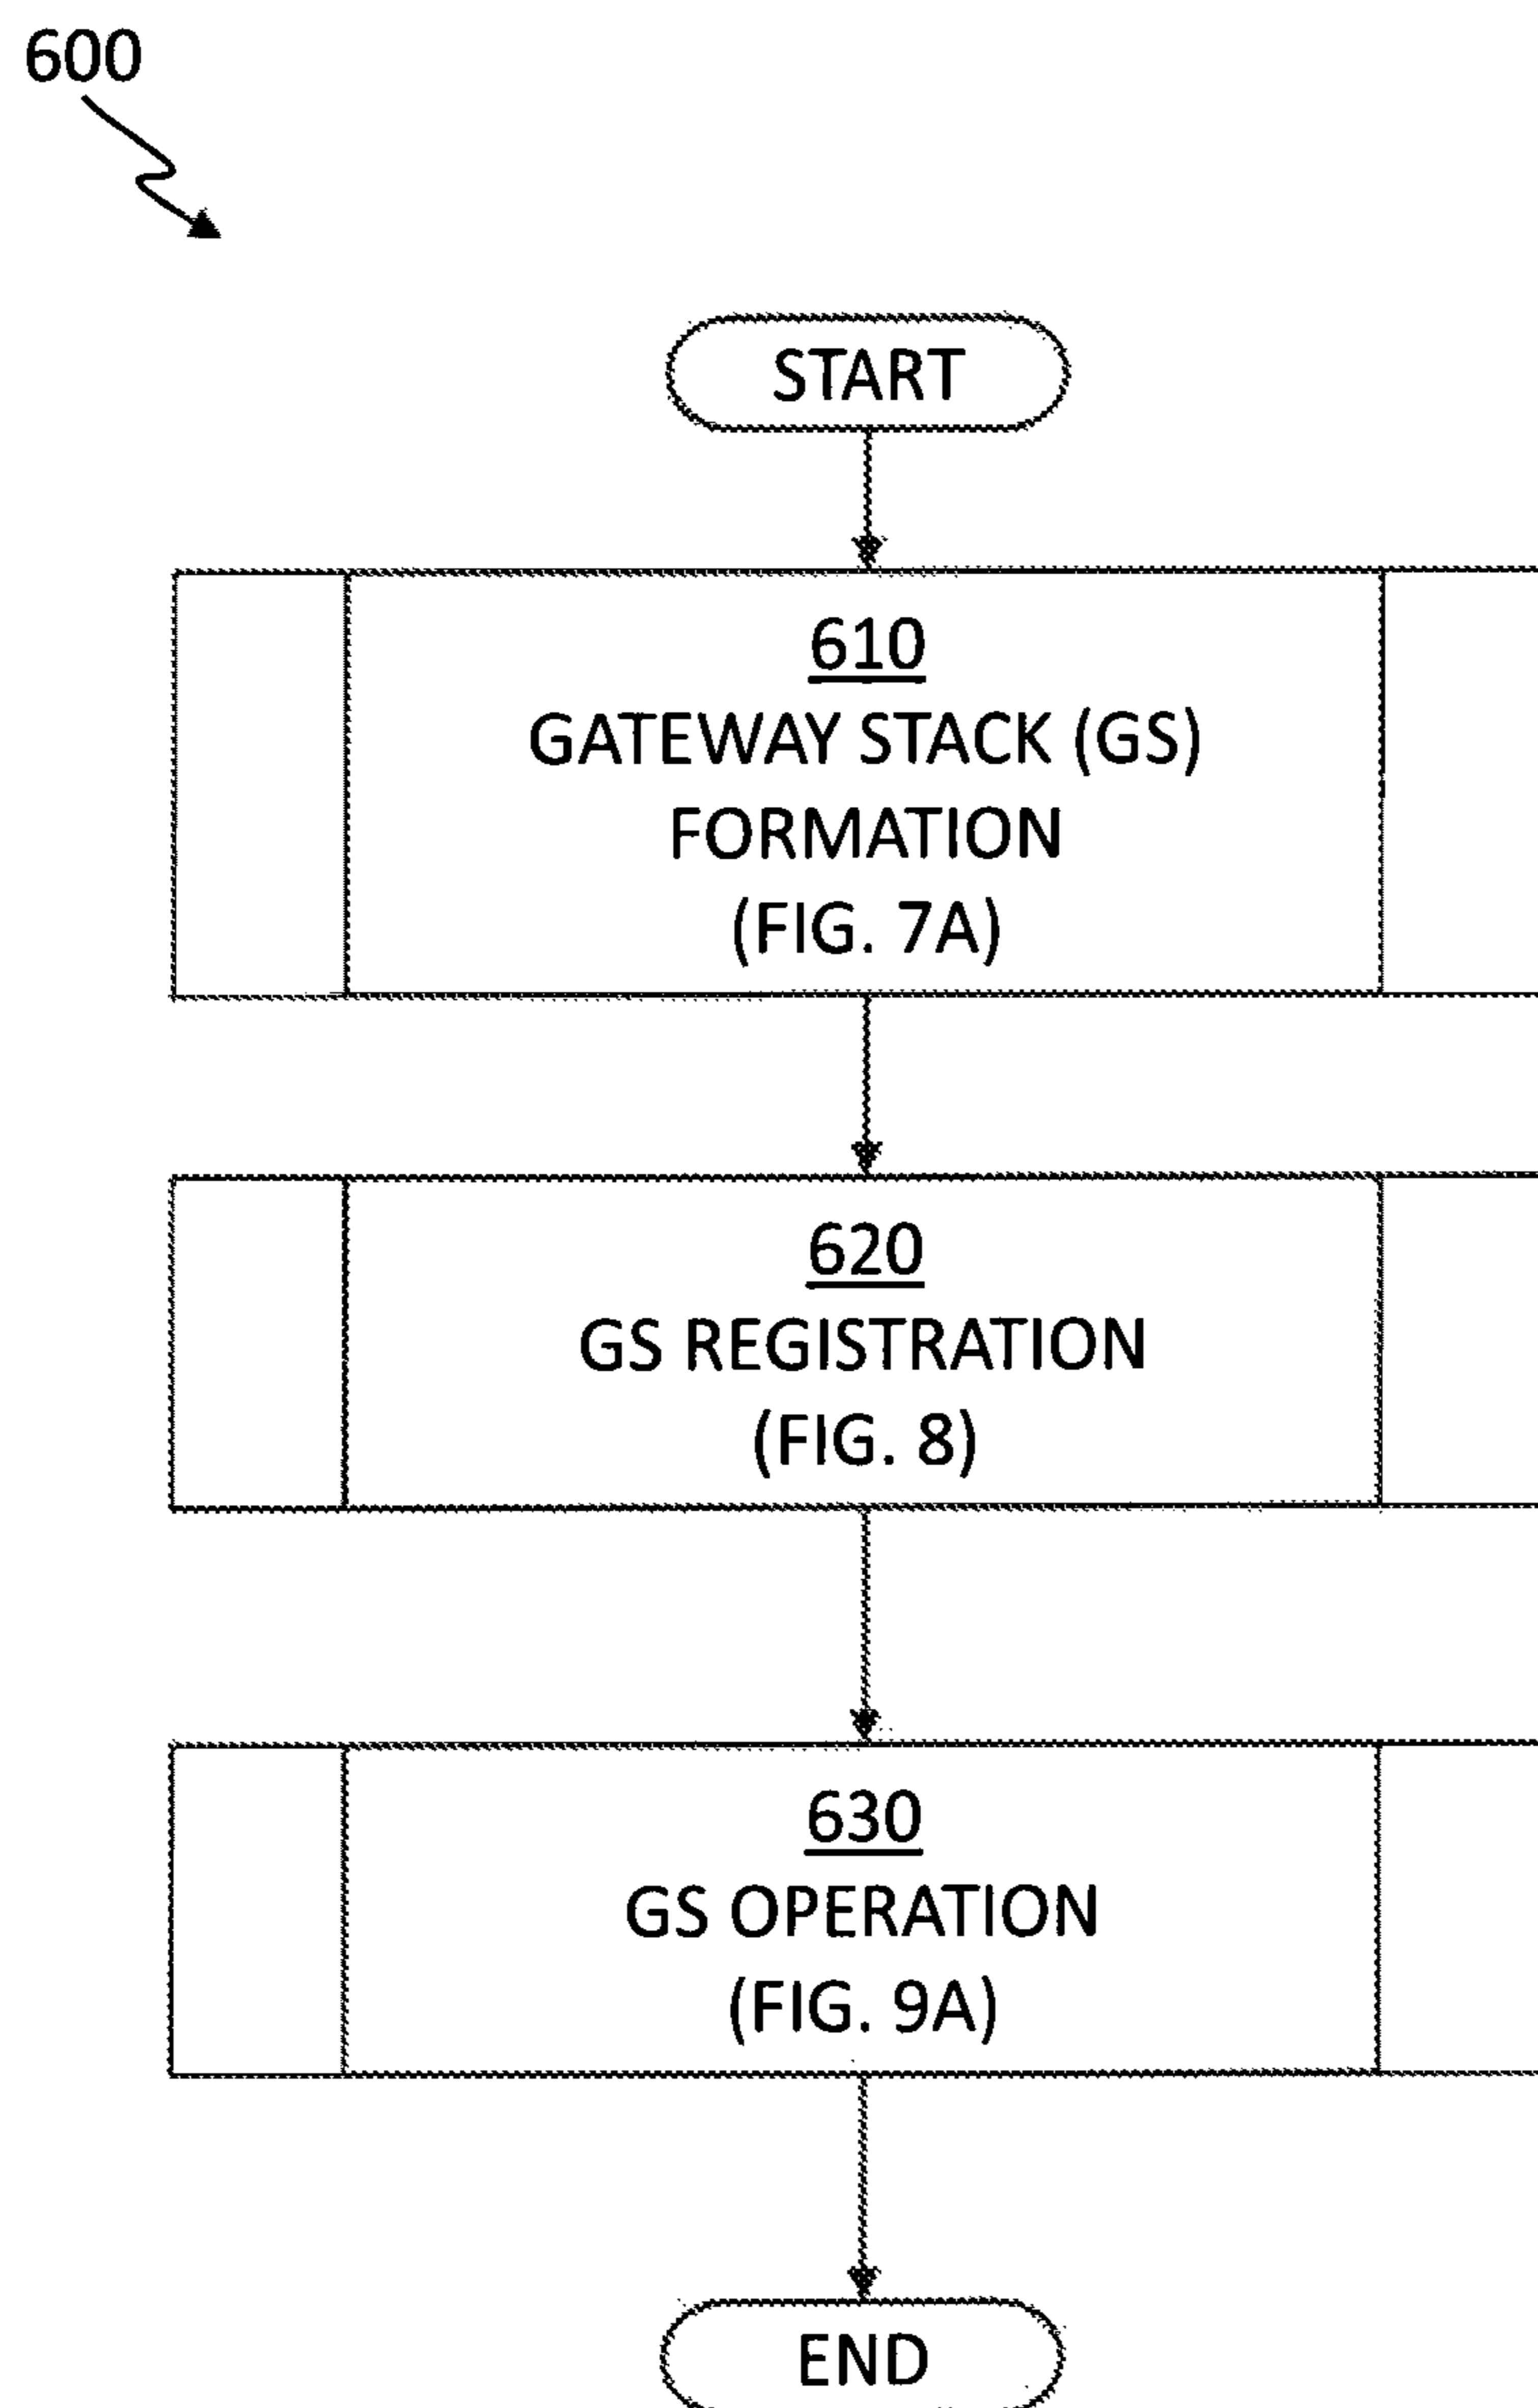 600
START
610
GATEWAY STACK (GS)
FORMATION
(FIG. 7A)
620
GS REGISTRATION
(FIG. 8)
630
GS OPERATION
(FIG. 9A)
END